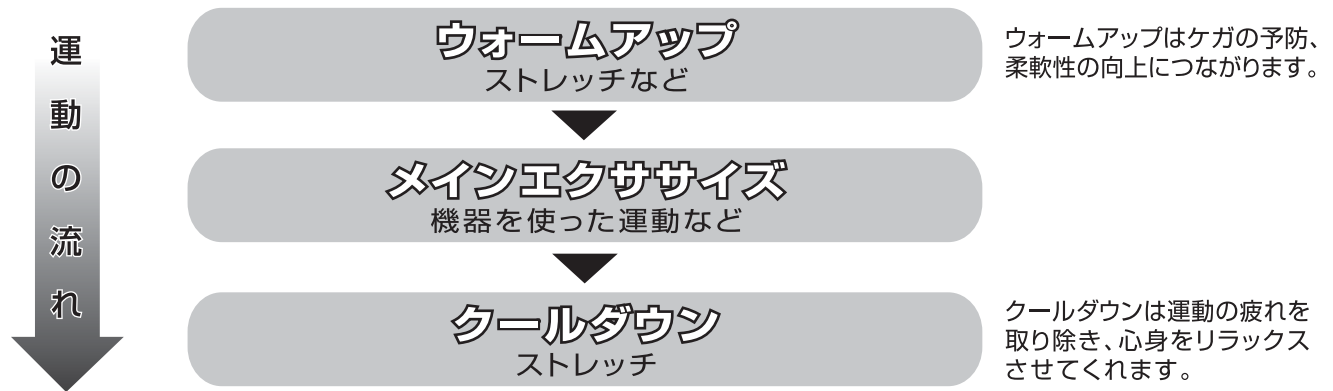 運動の流れ
ウォームアップ
ストレッチなど
ウォームアップはケガの予防、
柔軟性の向上につながります。
メインエクササイズ
機器を使った運動など
クールダウン
ストレッチ
クールダウンは運動の疲れを
取り除き、心身をリラックス
させてくれます。